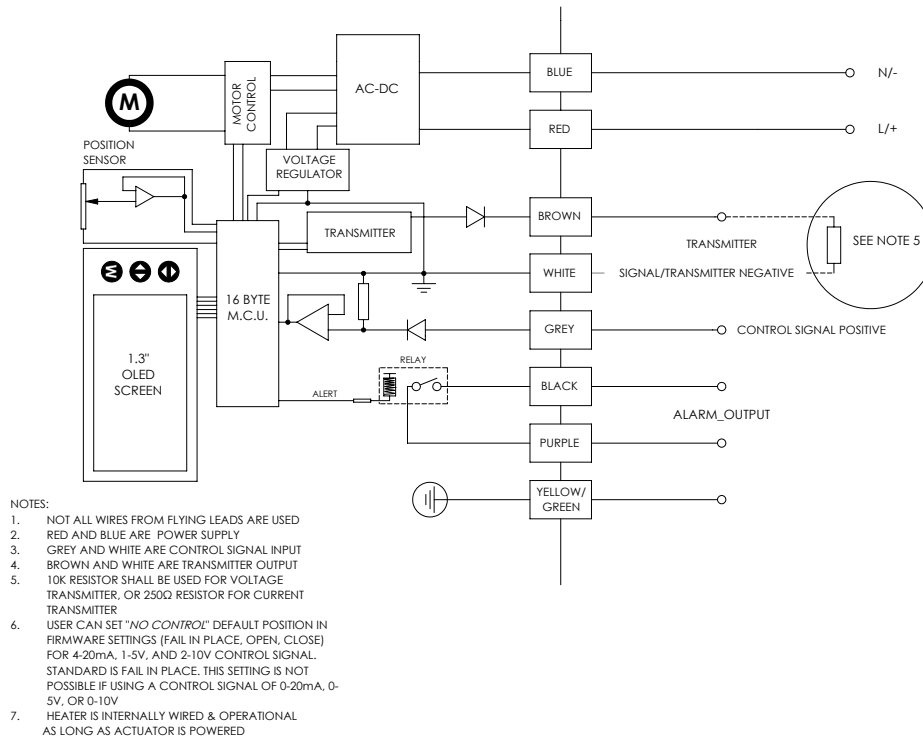 BLUE
N/-
AC-DC
MOTOR
CONTROL
M
RED
L/+
POSITION
SENSOR
VOLTAGE
REGULATOR
BROWN
TRANSMITTER
TRANSMITTER
SEE NOTE 5
WHITE
SIGNAL/TRANSMITTER NEGATIVE
M
16 BYTE
M.C.U.
GREY
CONTROL SIGNAL POSITIVE
1.3"
OLED
SCREEN
RELAY
ALERT
BLACK
ALARM_OUTPUT
PURPLE
YELLOW/
GREEN
NOTES:
1. NOT ALL WIRES FROM FLYING LEADS ARE USED
2. RED AND BLUE ARE POWER SUPPLY
3. GREY AND WHITE ARE CONTROL SIGNAL INPUT
4. BROWN AND WHITE ARE TRANSMITTER OUTPUT
5. 10K RESISTOR SHALL BE USED FOR VOLTAGE
TRANSMITTER, OR 250Ω RESISTOR FOR CURRENT
TRANSMITTER
6. USER CAN SET "NO CONTROL" DEFAULT POSITION IN
FIRMWARE SETTINGS (FAIL IN PLACE, OPEN, CLOSE)
FOR 4-20mA, 1-5V, AND 2-10V CONTROL SIGNAL.
STANDARD IS FAIL IN PLACE. THIS SETTING IS NOT
POSSIBLE IF USING A CONTROL SIGNAL OF 0-20mA, 0-
5V, OR 0-10V
7. HEATER IS INTERNALLY WIRED & OPERATIONAL
AS LONG AS ACTUATOR IS POWERED